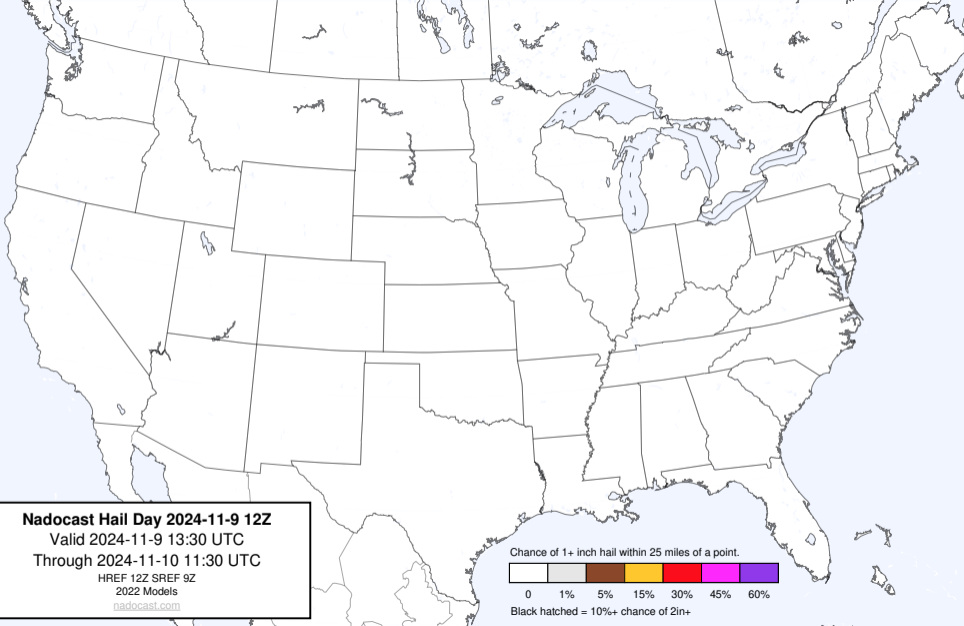 Nadocast Hail Day 2024-11-9 12Z
Valid 2024-11-9 13:30 UTC
Through 2024-11-10 11:30 UTC
HREF 12Z SREF 9Z
2022 Models
nadocast.com
Chance of 1+ inch hail within 25 miles of a point.
0 1% 5% 15% 30% 45% 60%
Black hatched = 10%+ chance of 2in+